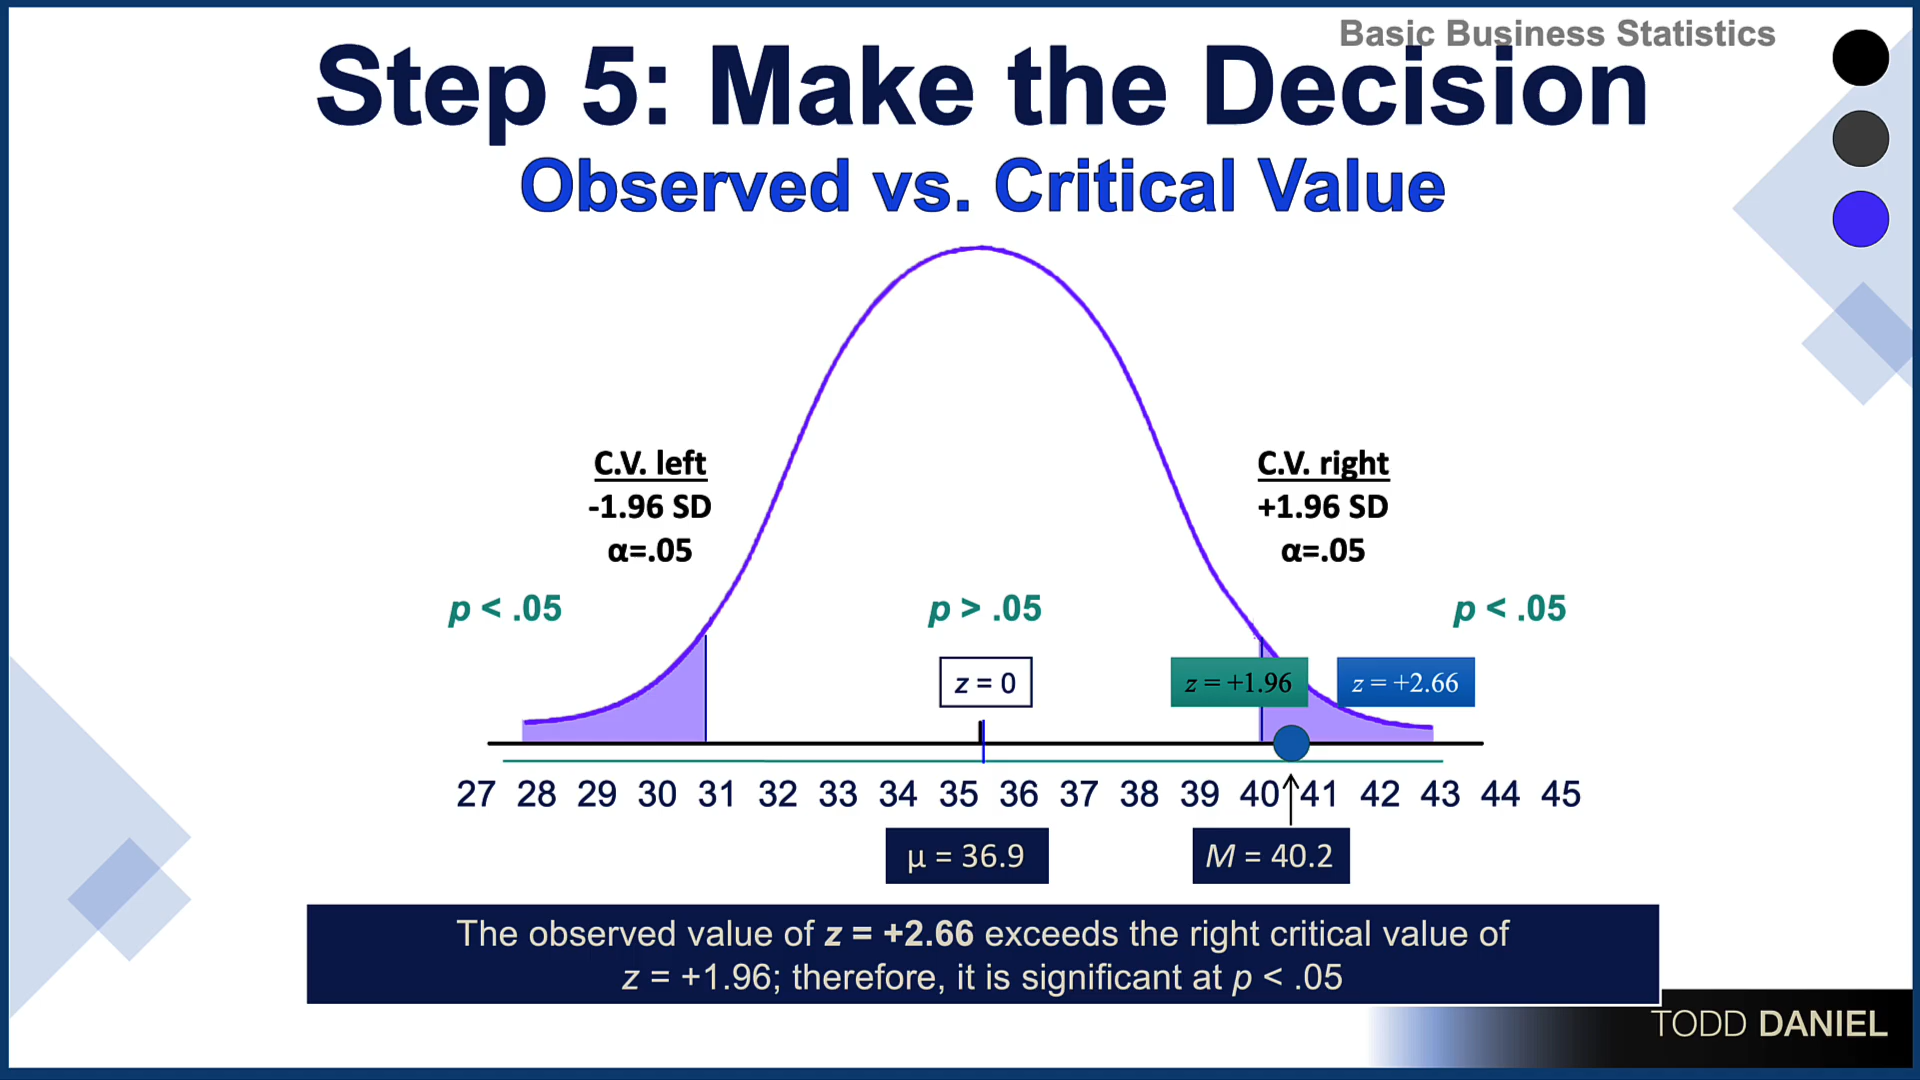 Basic Business Statistics
Step 5: Make the Decision
Observed vs. Critical Value
C.V. left
-1.96 SD
α=.05
C.V. right
+1.96 SD
α=.05
p < .05
p > .05
p < .05
z = 0
z = +1.96
z = +2.66
27 28 29 30 31 32 33 34 35 36 37 38 39 40 41 42 43 44 45
μ = 36.9
M = 40.2
The observed value of z = +2.66 exceeds the right critical value of
z = +1.96; therefore, it is significant at p < .05
TODD DANIEL